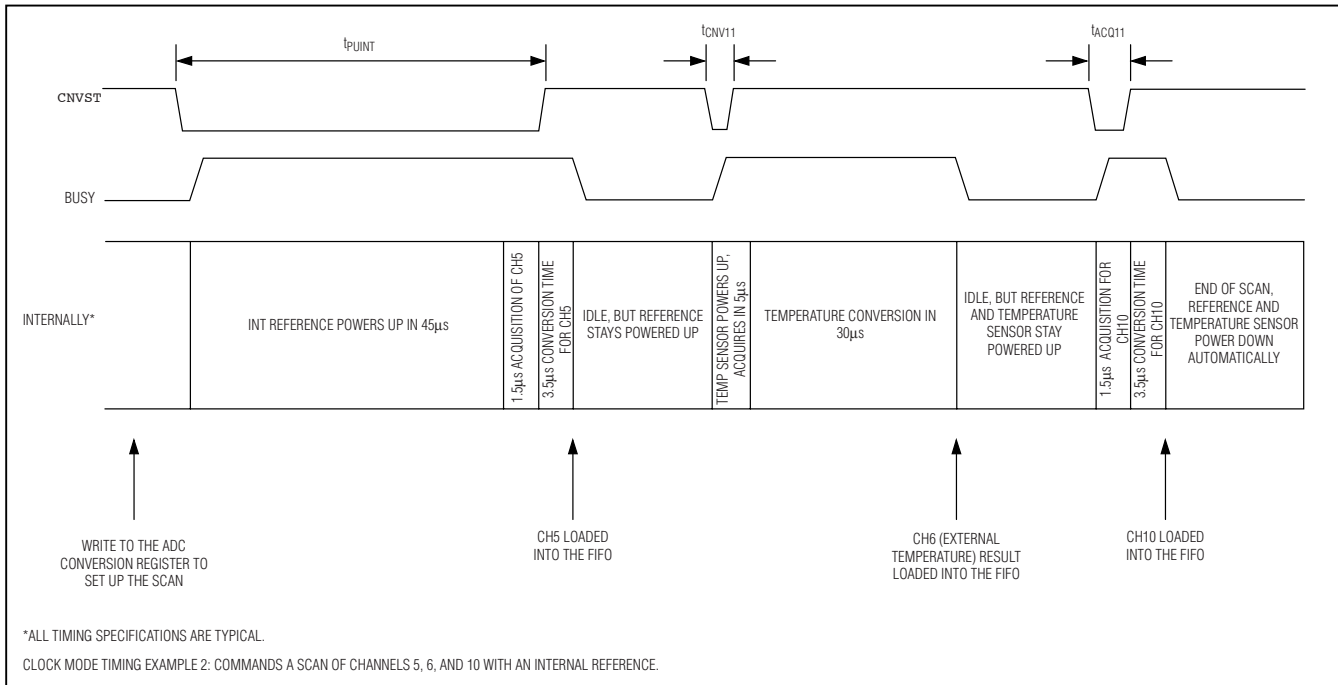 tPUINT
tCNV11
tACQ11
CNVST
BUSY
INTERNALLY*
INT REFERENCE POWERS UP IN 45µs
1.5µs ACQUISITION OF CH5
3.5µs CONVERSION TIME
FOR CH5
IDLE, BUT REFERENCE
STAYS POWERED UP
TEMP SENSOR POWERS UP,
ACQUIRES IN 5µs
TEMPERATURE CONVERSION IN
30µs
IDLE, BUT REFERENCE
AND TEMPERATURE
SENSOR STAY
POWERED UP
1.5µs ACQUISITION FOR
CH10
3.5µs CONVERSION TIME
FOR CH10
END OF SCAN,
REFERENCE AND
TEMPERATURE SENSOR
POWER DOWN
AUTOMATICALLY
WRITE TO THE ADC
CONVERSION REGISTER TO
SET UP THE SCAN
CH5 LOADED
INTO THE FIFO
CH6 (EXTERNAL
TEMPERATURE) RESULT
LOADED INTO THE FIFO
CH10 LOADED
INTO THE FIFO
*ALL TIMING SPECIFICATIONS ARE TYPICAL.
CLOCK MODE TIMING EXAMPLE 2: COMMANDS A SCAN OF CHANNELS 5, 6, AND 10 WITH AN INTERNAL REFERENCE.